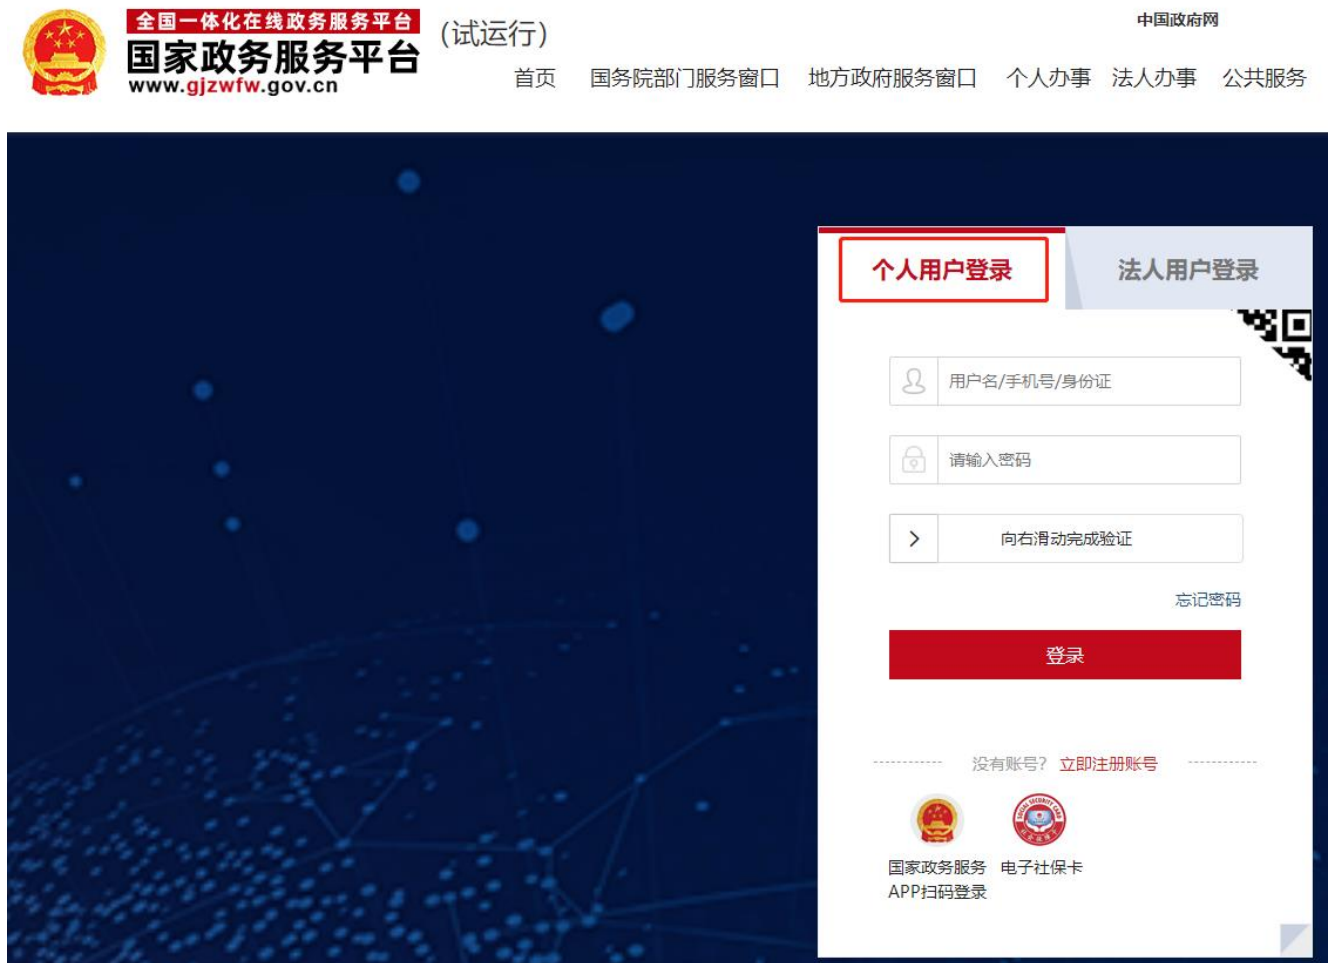 全国一体化在线政务服务平台
国家政务服务平台
(试运行)
www.gjzwfw.gov.cn
中国政府网
首页 国务院部门服务窗口 地方政府服务窗口 个人办事 法人办事 公共服务
个人用户登录 法人用户登录
用户名/手机号/身份证
请输入密码
向右滑动完成验证
忘记密码
登录
没有账号? 立即注册账号
国家政务服务 电子社保卡
APP扫码登录